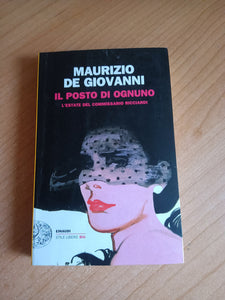 MAURIZIO
DE GIOVANNI
IL POSTO DI OGNUNO
L'ESTATE DEL COMMISSARIO RICCIARDI
EINAUDI
STILE LIBERO BIG